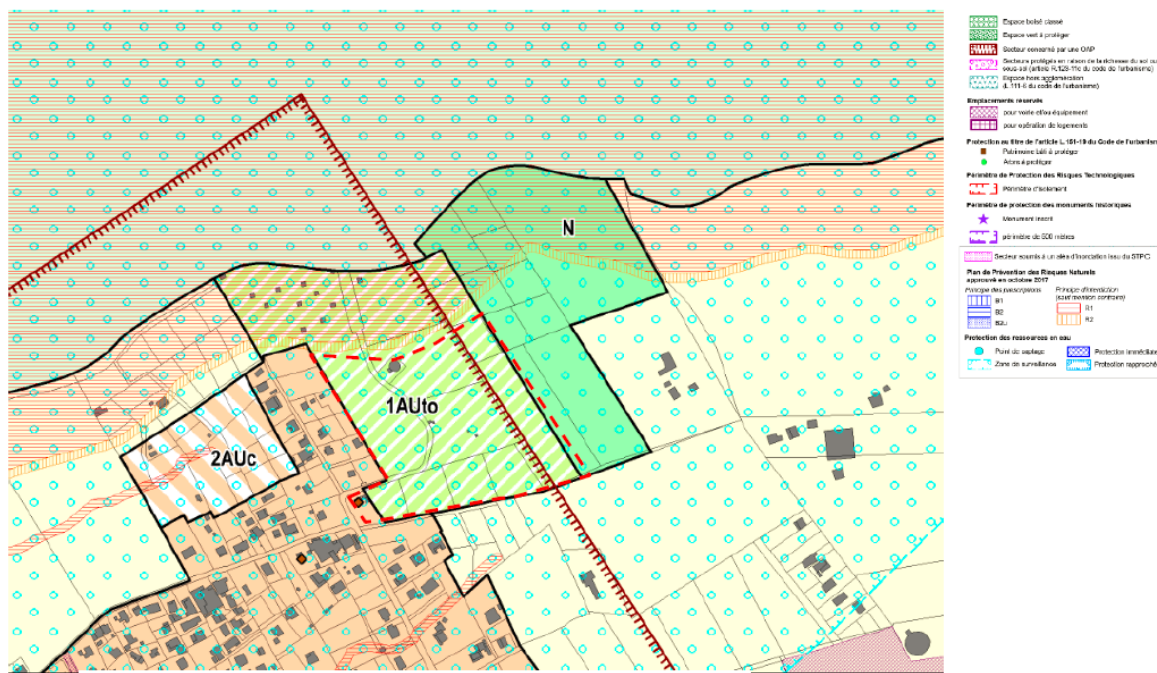 N
1AUto
2AUc
Espace boisé classé
Espace vert à protéger
Secteur concerné par une OAP
Secteurs protégés en raison de la richesse du sol ou
sous-sol (article R.123-11c du code de l'urbanisme)
Espace hors agglomération
(L.111-6 du code de l'urbanisme)
Emplacements réservés
pour voirie et/ou équipement
pour opération de logements
Protection au titre de l'article L.151-19 du Code de l'urbanism
Patrimoine bâti à protéger
Arbres à protéger
Périmètre de Protection des Risques Technologiques
Périmètre d'isolement
Périmètre de protection des monuments historiques
Monument inscrit
périmètre de 500 mètres
Secteur soumis à un aléa d'inondation issu du STPC
Plan de Prévention des Risques Naturels
approuvé en octobre 2017
Principe des prescriptions
B1
B2
B2u
Principe d'interdiction
(sauf mention contraire)
R1
R2
Protection des ressources en eau
Point de captage
Zone de surveillance
Protection immédiate
Protection rapproché